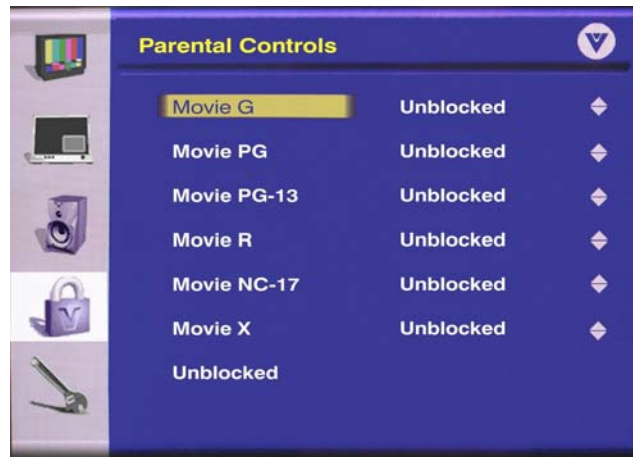 Parental Controls
Movie G Unblocked
Movie PG Unblocked
Movie PG-13 Unblocked
Movie R Unblocked
Movie NC-17 Unblocked
Movie X Unblocked
Unblocked